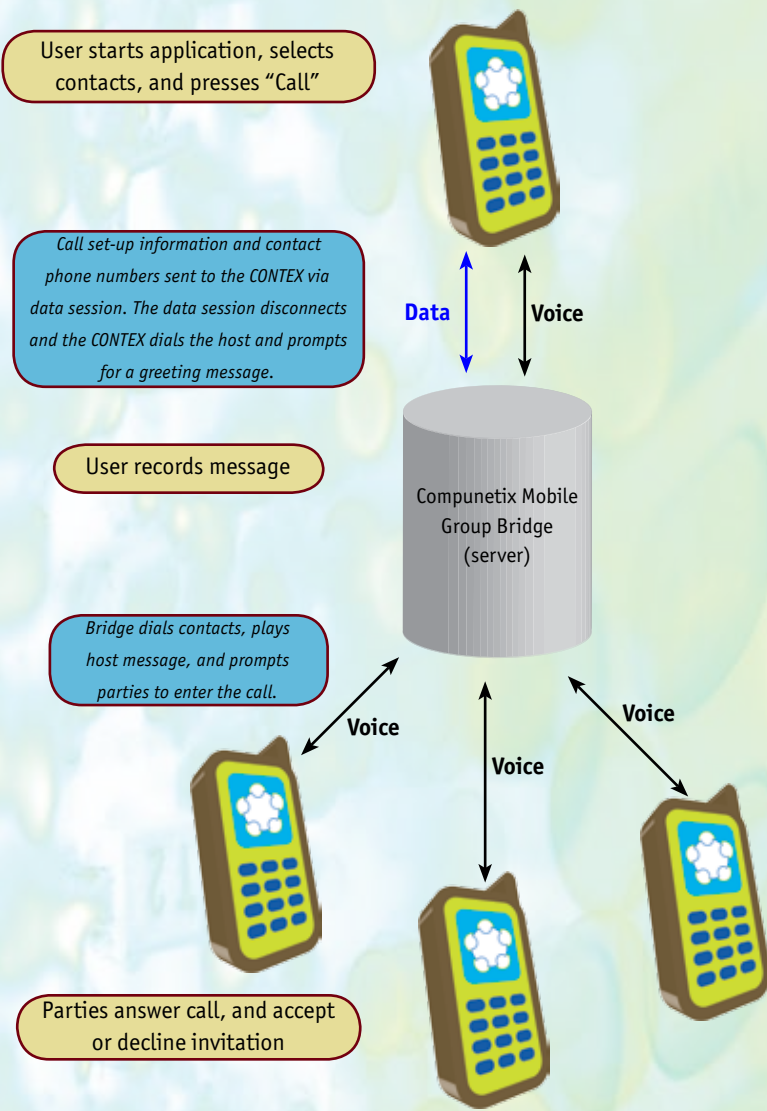 User starts application, selects
contacts, and presses “Call”
Call set-up information and contact
phone numbers sent to the CONTEX via
data session. The data session disconnects
and the CONTEX dials the host and prompts
for a greeting message.
Data
Voice
User records message
Compunetix Mobile
Group Bridge
(server)
Bridge dials contacts, plays
host message, and prompts
parties to enter the call.
Voice
Voice
Voice
Parties answer call, and accept
or decline invitation